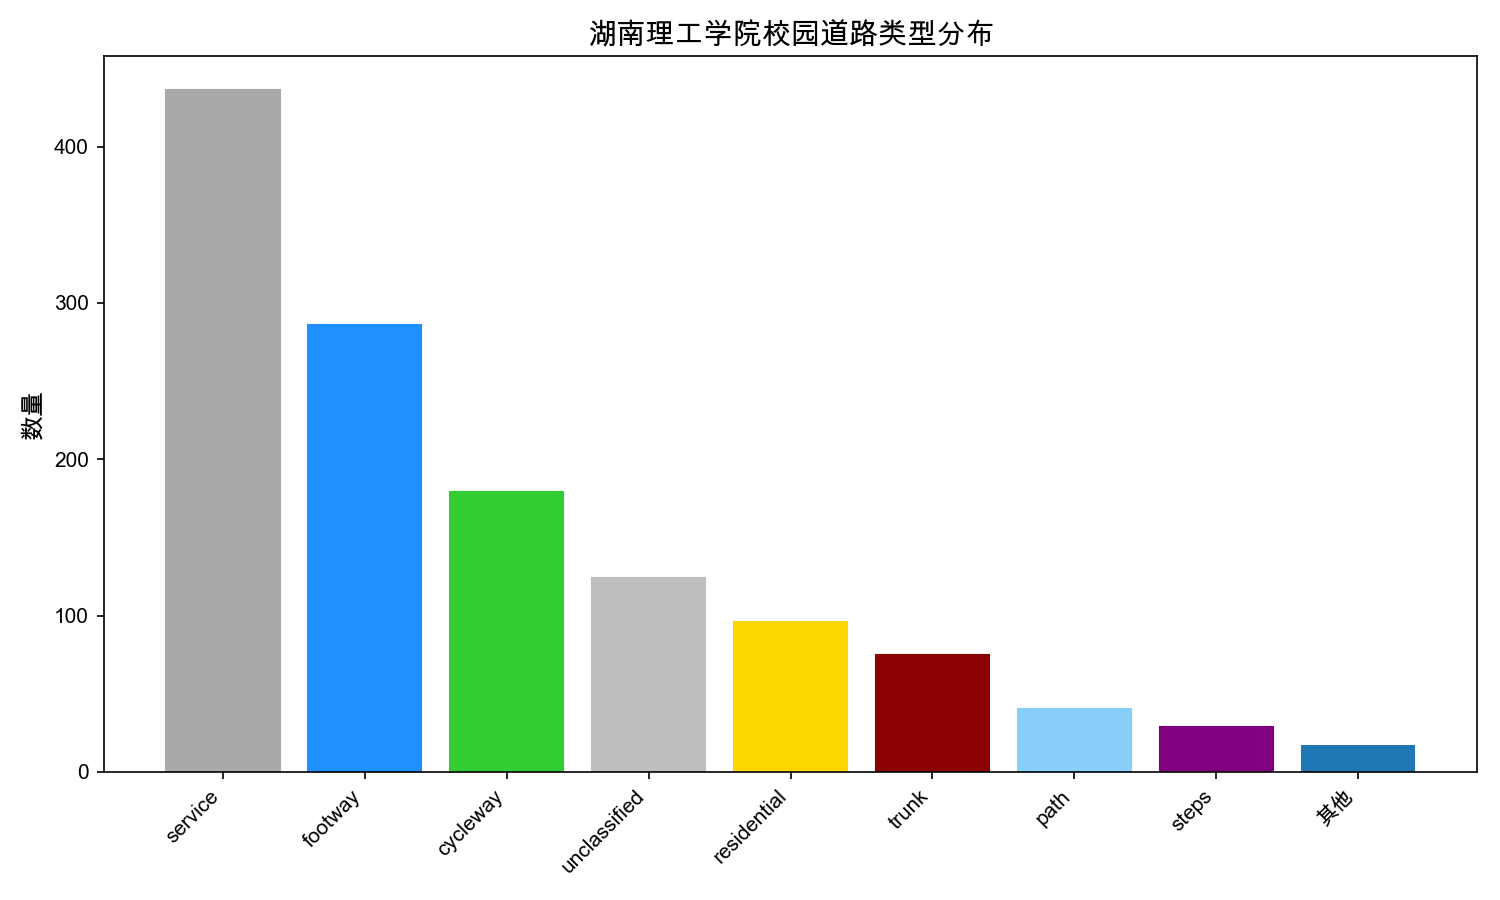 湖南理工学院校园道路类型分布
数量
400
300
200
100
0
service
footway
cycleway
unclassified
residential
trunk
path
steps
其他